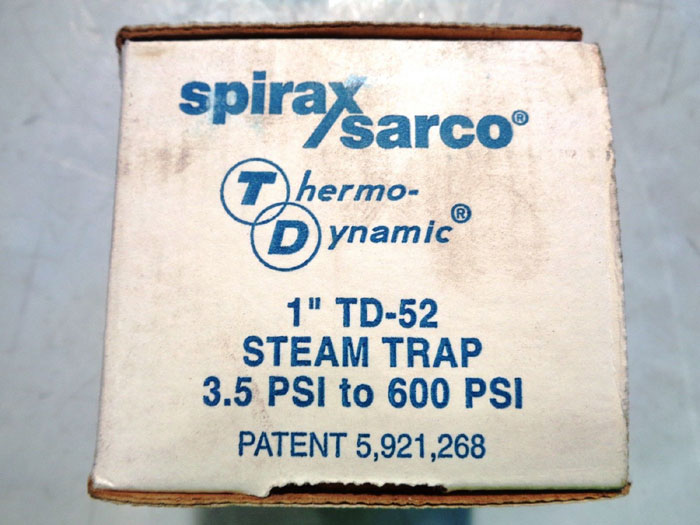 spirax/sarco®
Thermo-
Dynamic®
1" TD-52
STEAM TRAP
3.5 PSI to 600 PSI
PATENT 5,921,268